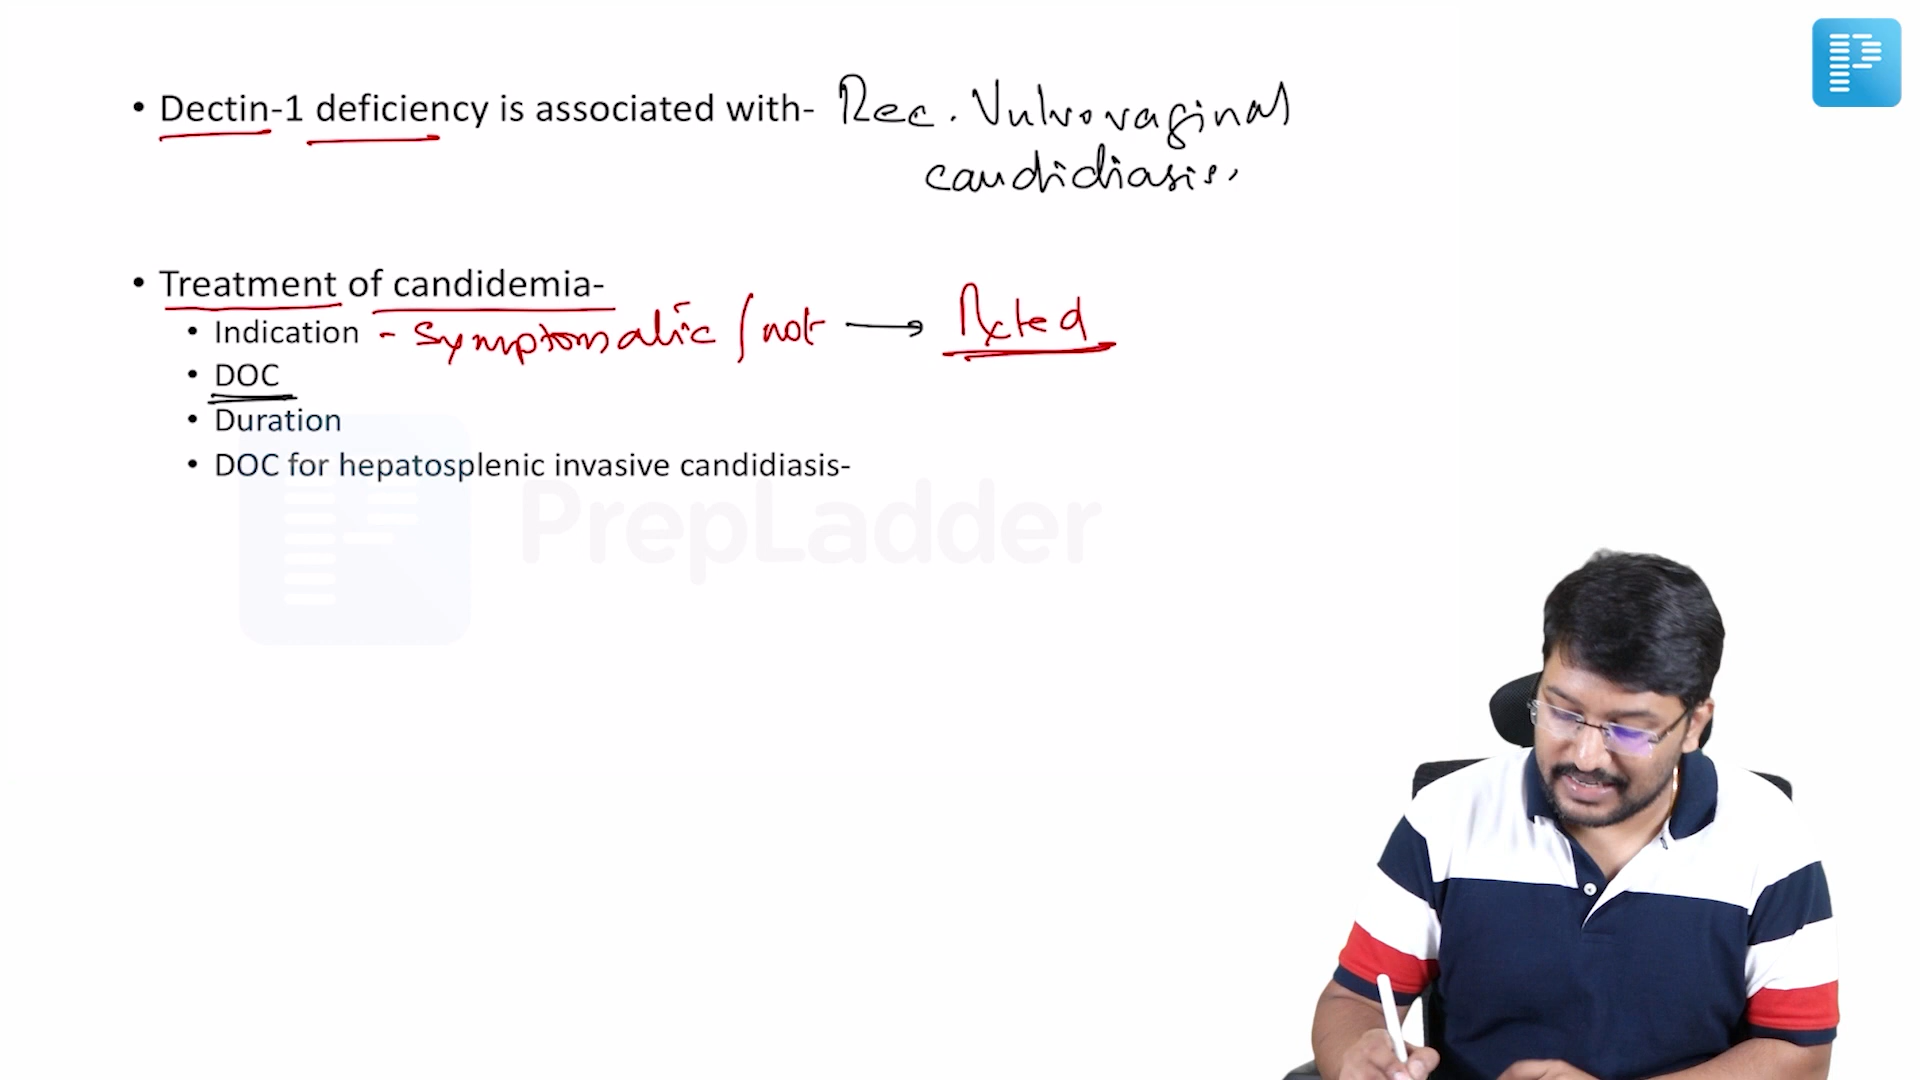 • Dectin-1 deficiency is associated with- Rec. Vulvovaginal
candidiasis.
• Treatment of candidemia-
• Indication - Symptomatic / not → Rxted
• DOC
• Duration
• DOC for hepatosplenic invasive candidiasis-
PrepLadder